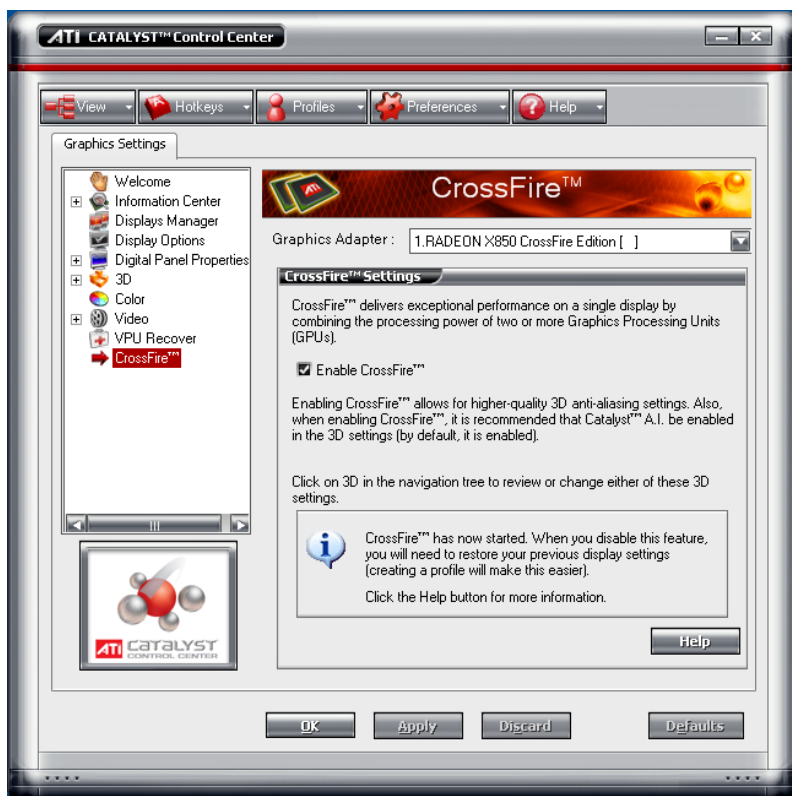 ATI CATALYST™ Control Center
View
Hotkeys
Profiles
Preferences
Help
Graphics Settings
Welcome
Information Center
Displays Manager
Display Options
Digital Panel Properties
3D
Color
Video
VPU Recover
CrossFire™
ATI
CrossFire™
Graphics Adapter :
1.RADEON X850 CrossFire Edition [   ]
CrossFire™ Settings
CrossFire™ delivers exceptional performance on a single display by
combining the processing power of two or more Graphics Processing Units
(GPUs).
Enable CrossFire™
Enabling CrossFire™ allows for higher-quality 3D anti-aliasing settings. Also,
when enabling CrossFire™, it is recommended that Catalyst™ A.I. be enabled
in the 3D settings (by default, it is enabled).
Click on 3D in the navigation tree to review or change either of these 3D
settings.
CrossFire™ has now started. When you disable this feature,
you will need to restore your previous display settings
(creating a profile will make this easier).
Click the Help button for more information.
Help
ATI CATALYST
CONTROL CENTER
OK
Apply
Discard
Defaults